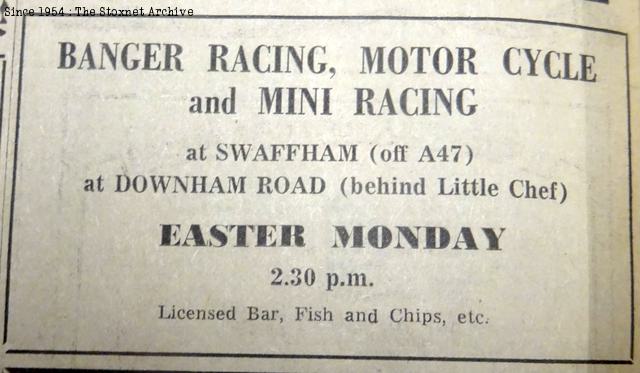 Since 1954 : The Stoxnet Archive
BANGER RACING, MOTOR CYCLE
and MINI RACING
at SWAFFHAM (off A47)
at DOWNHAM ROAD (behind Little Chef)
EASTER MONDAY
2.30 p.m.
Licensed Bar, Fish and Chips, etc.